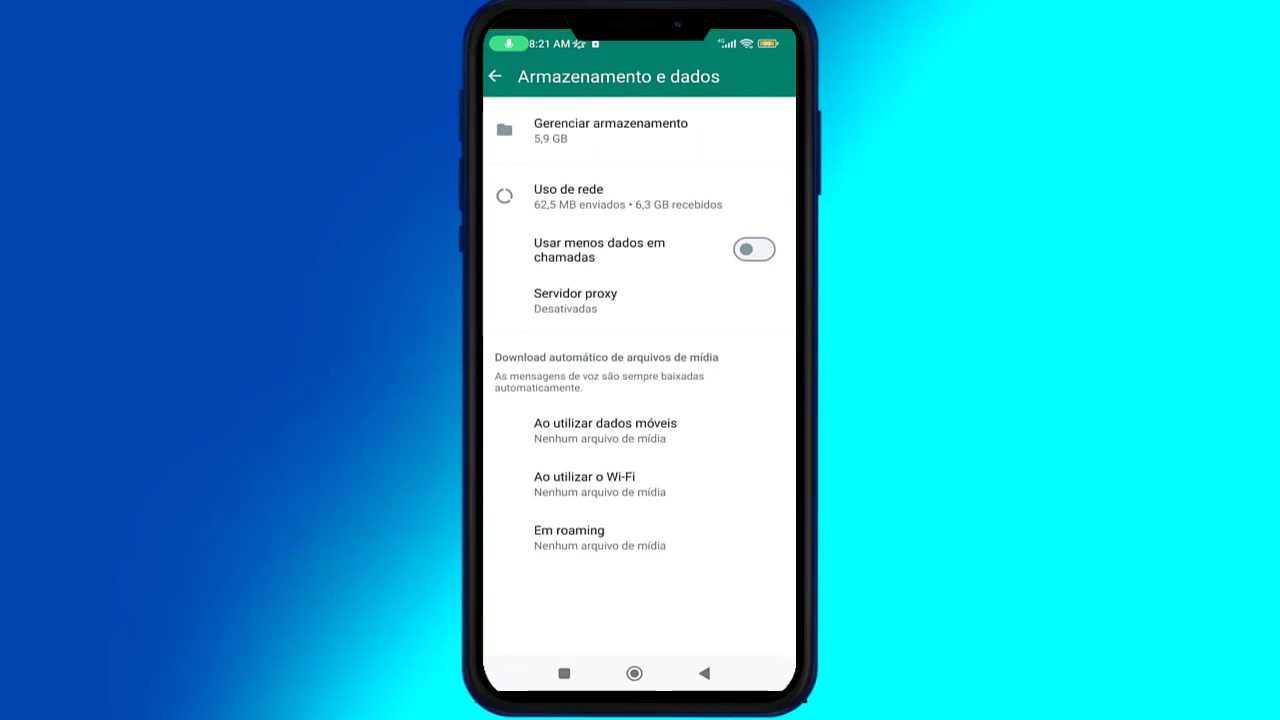 8:21 AM 4G
Armazenamento e dados
Gerenciar armazenamento
5,9 GB
Uso de rede
62,5 MB enviados • 6,3 GB recebidos
Usar menos dados em
chamadas
Servidor proxy
Desativadas
Download automático de arquivos de mídia
As mensagens de voz são sempre baixadas
automaticamente.
Ao utilizar dados móveis
Nenhum arquivo de mídia
Ao utilizar o Wi-Fi
Nenhum arquivo de mídia
Em roaming
Nenhum arquivo de mídia